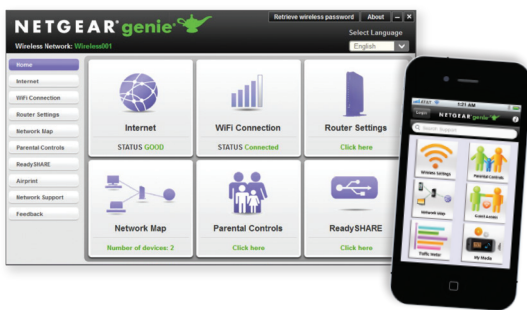 NETGEAR® genie®
Retrieve wireless password
About
Select Language
Wireless Network: Wireless001
English
Home
Internet
WiFi Connection
Router Settings
Network Map
Parental Controls
ReadySHARE
Airprint
Network Support
Feedback
Internet
STATUS GOOD
WiFi Connection
STATUS Connected
Router Settings
Click here
Network Map
Number of devices: 2
Parental Controls
Click here
ReadySHARE
Click here
AT&T
1:21 AM
Login
NETGEAR genie
Search Support
Wireless Settings
Parental Controls
Network Map
Guest Access
Traffic Meter
My Media